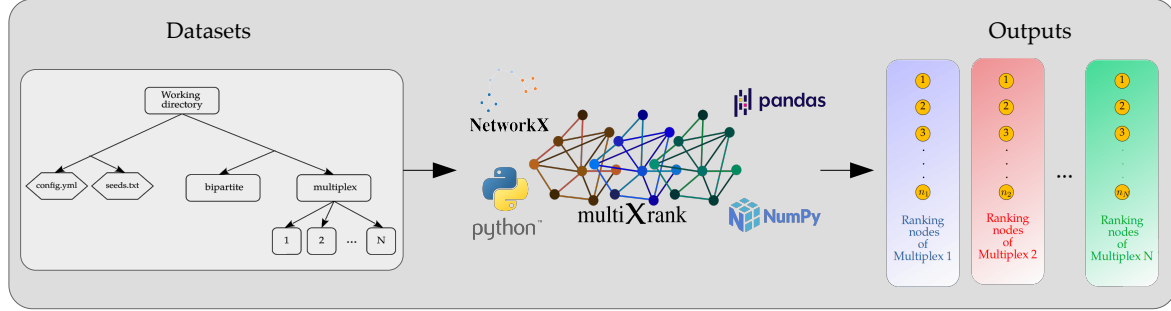 Datasets
Working
directory
config.yml
seeds.txt
bipartite
multiplex
1
2
...
N
NetworkX
pandas
python™
multiXrank
NumPy
Outputs
1
2
3
.
.
.
n1
Ranking
nodes
of
Multiplex 1
1
2
3
.
.
.
n2
Ranking
nodes
of
Multiplex 2
...
1
2
3
.
.
.
nN
Ranking
nodes
of
Multiplex N